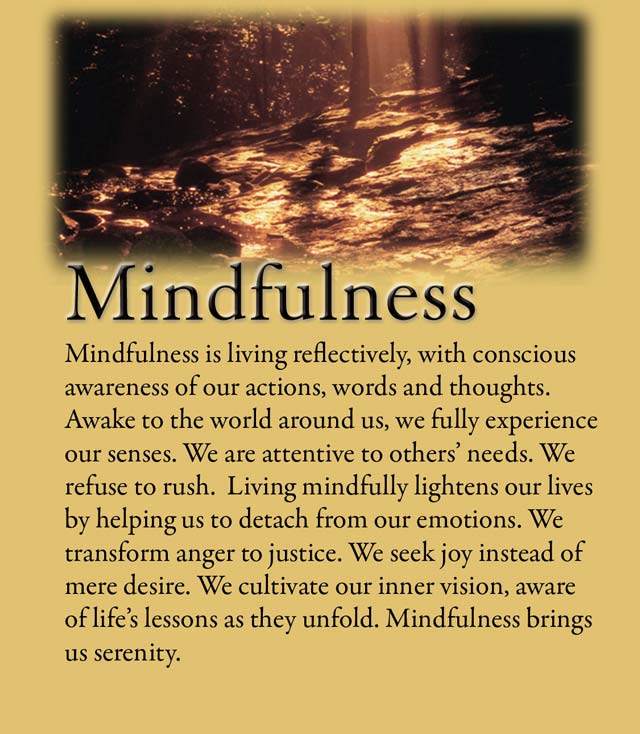 Mindfulness
Mindfulness is living reflectively, with conscious
awareness of our actions, words and thoughts.
Awake to the world around us, we fully experience
our senses. We are attentive to others’ needs. We
refuse to rush.  Living mindfully lightens our lives
by helping us to detach from our emotions. We
transform anger to justice. We seek joy instead of
mere desire. We cultivate our inner vision, aware
of life’s lessons as they unfold. Mindfulness brings
us serenity.